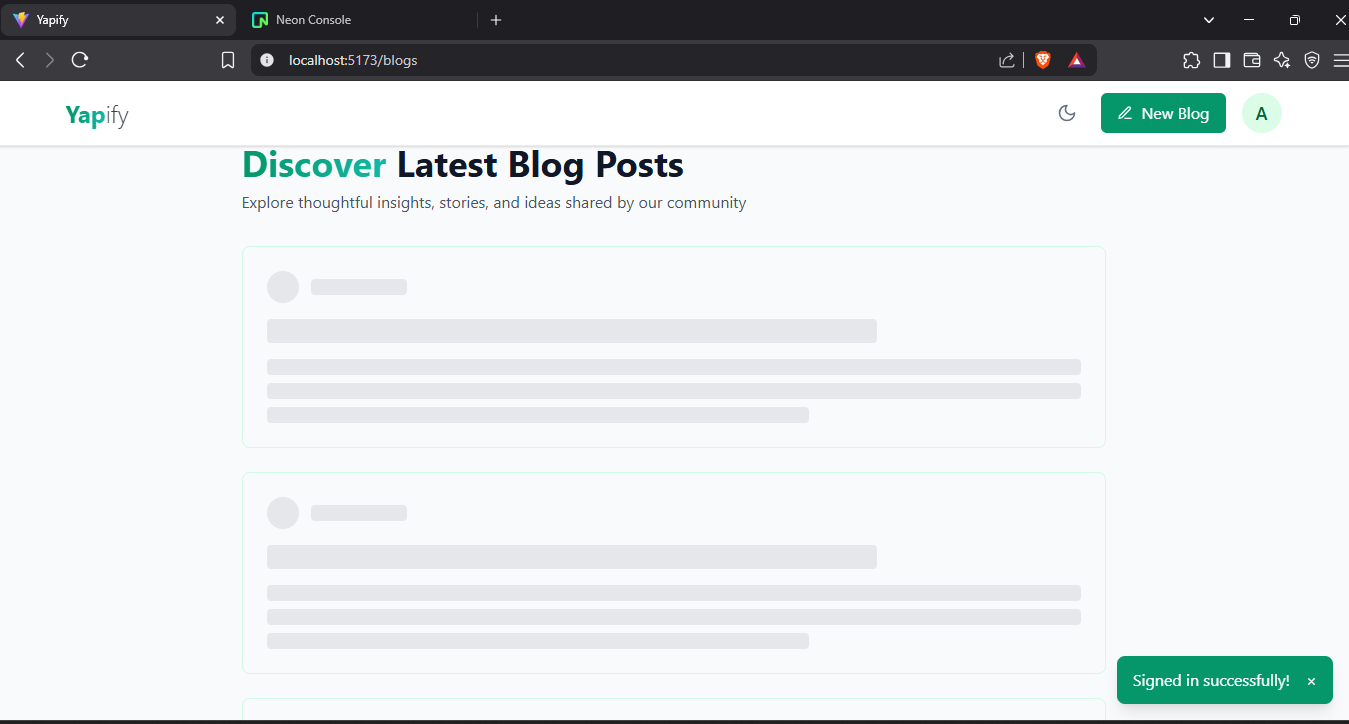 Yapify
Neon Console
localhost:5173/blogs
Yapify
New Blog
A
Discover Latest Blog Posts
Explore thoughtful insights, stories, and ideas shared by our community
Signed in successfully! ×